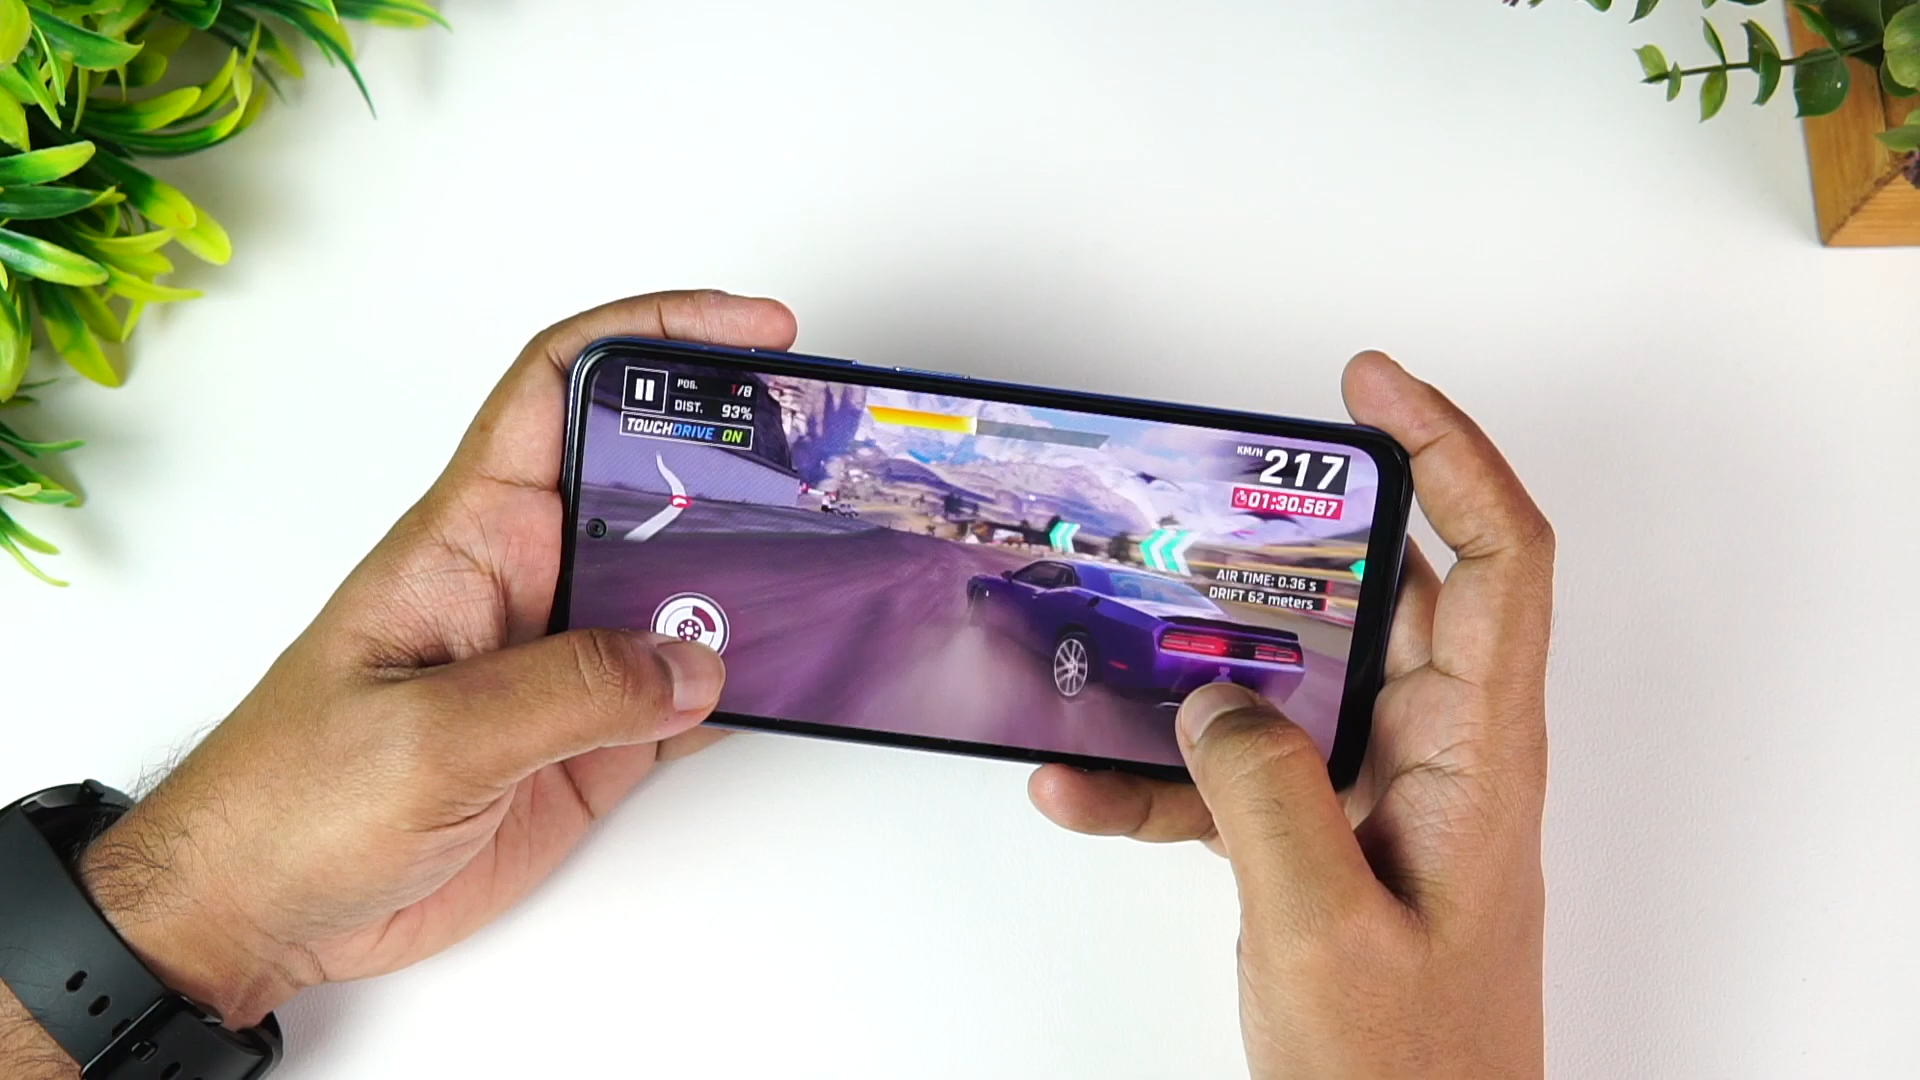 POS. 1/8
DIST. 93%
TOUCHDRIVE ON
KM/H 217
01:30.587
AIR TIME: 0.36 s
DRIFT 62 meters